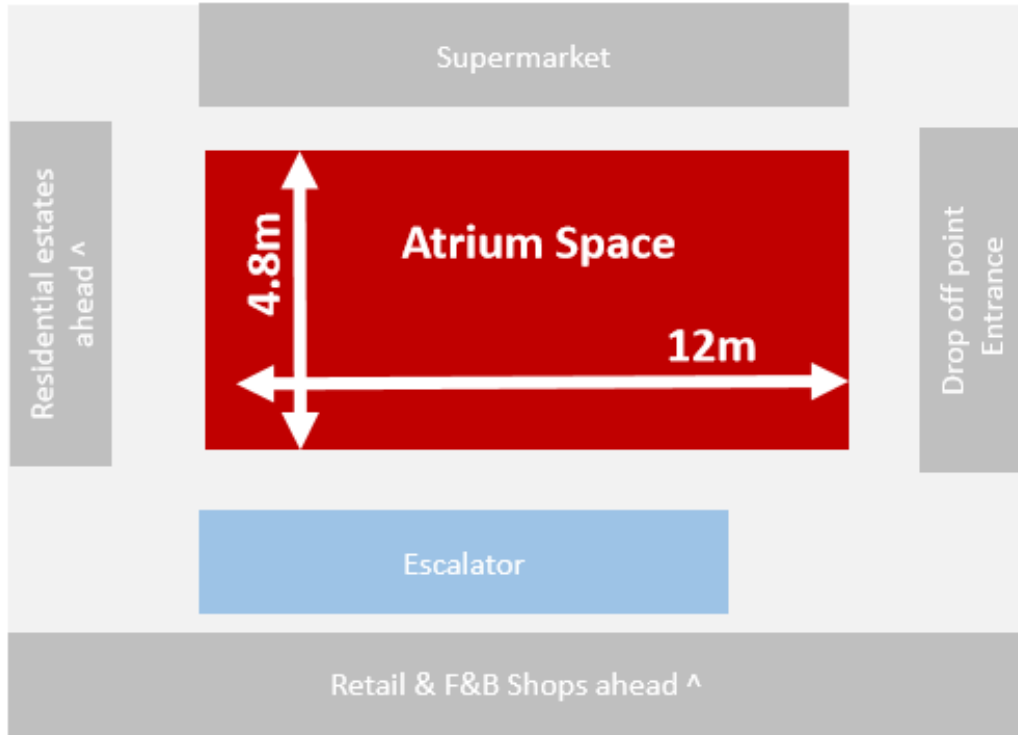 Supermarket
Residential estates
ahead ^
Atrium Space
4.8m
12m
Drop off point
Entrance
Escalator
Retail & F&B Shops ahead ^